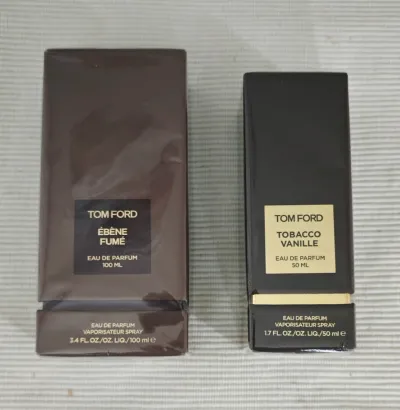 TOM FORD
ÉBÈNE
FUMÉ
EAU DE PARFUM
100 ML
EAU DE PARFUM
VAPORISATEUR SPRAY
3.4 FL.OZ./OZ. LIQ./100 ml ℮
TOM FORD
TOBACCO
VANILLE
EAU DE PARFUM
50 ML
EAU DE PARFUM
VAPORISATEUR SPRAY
1.7 FL.OZ./OZ. LIQ./50 ml ℮